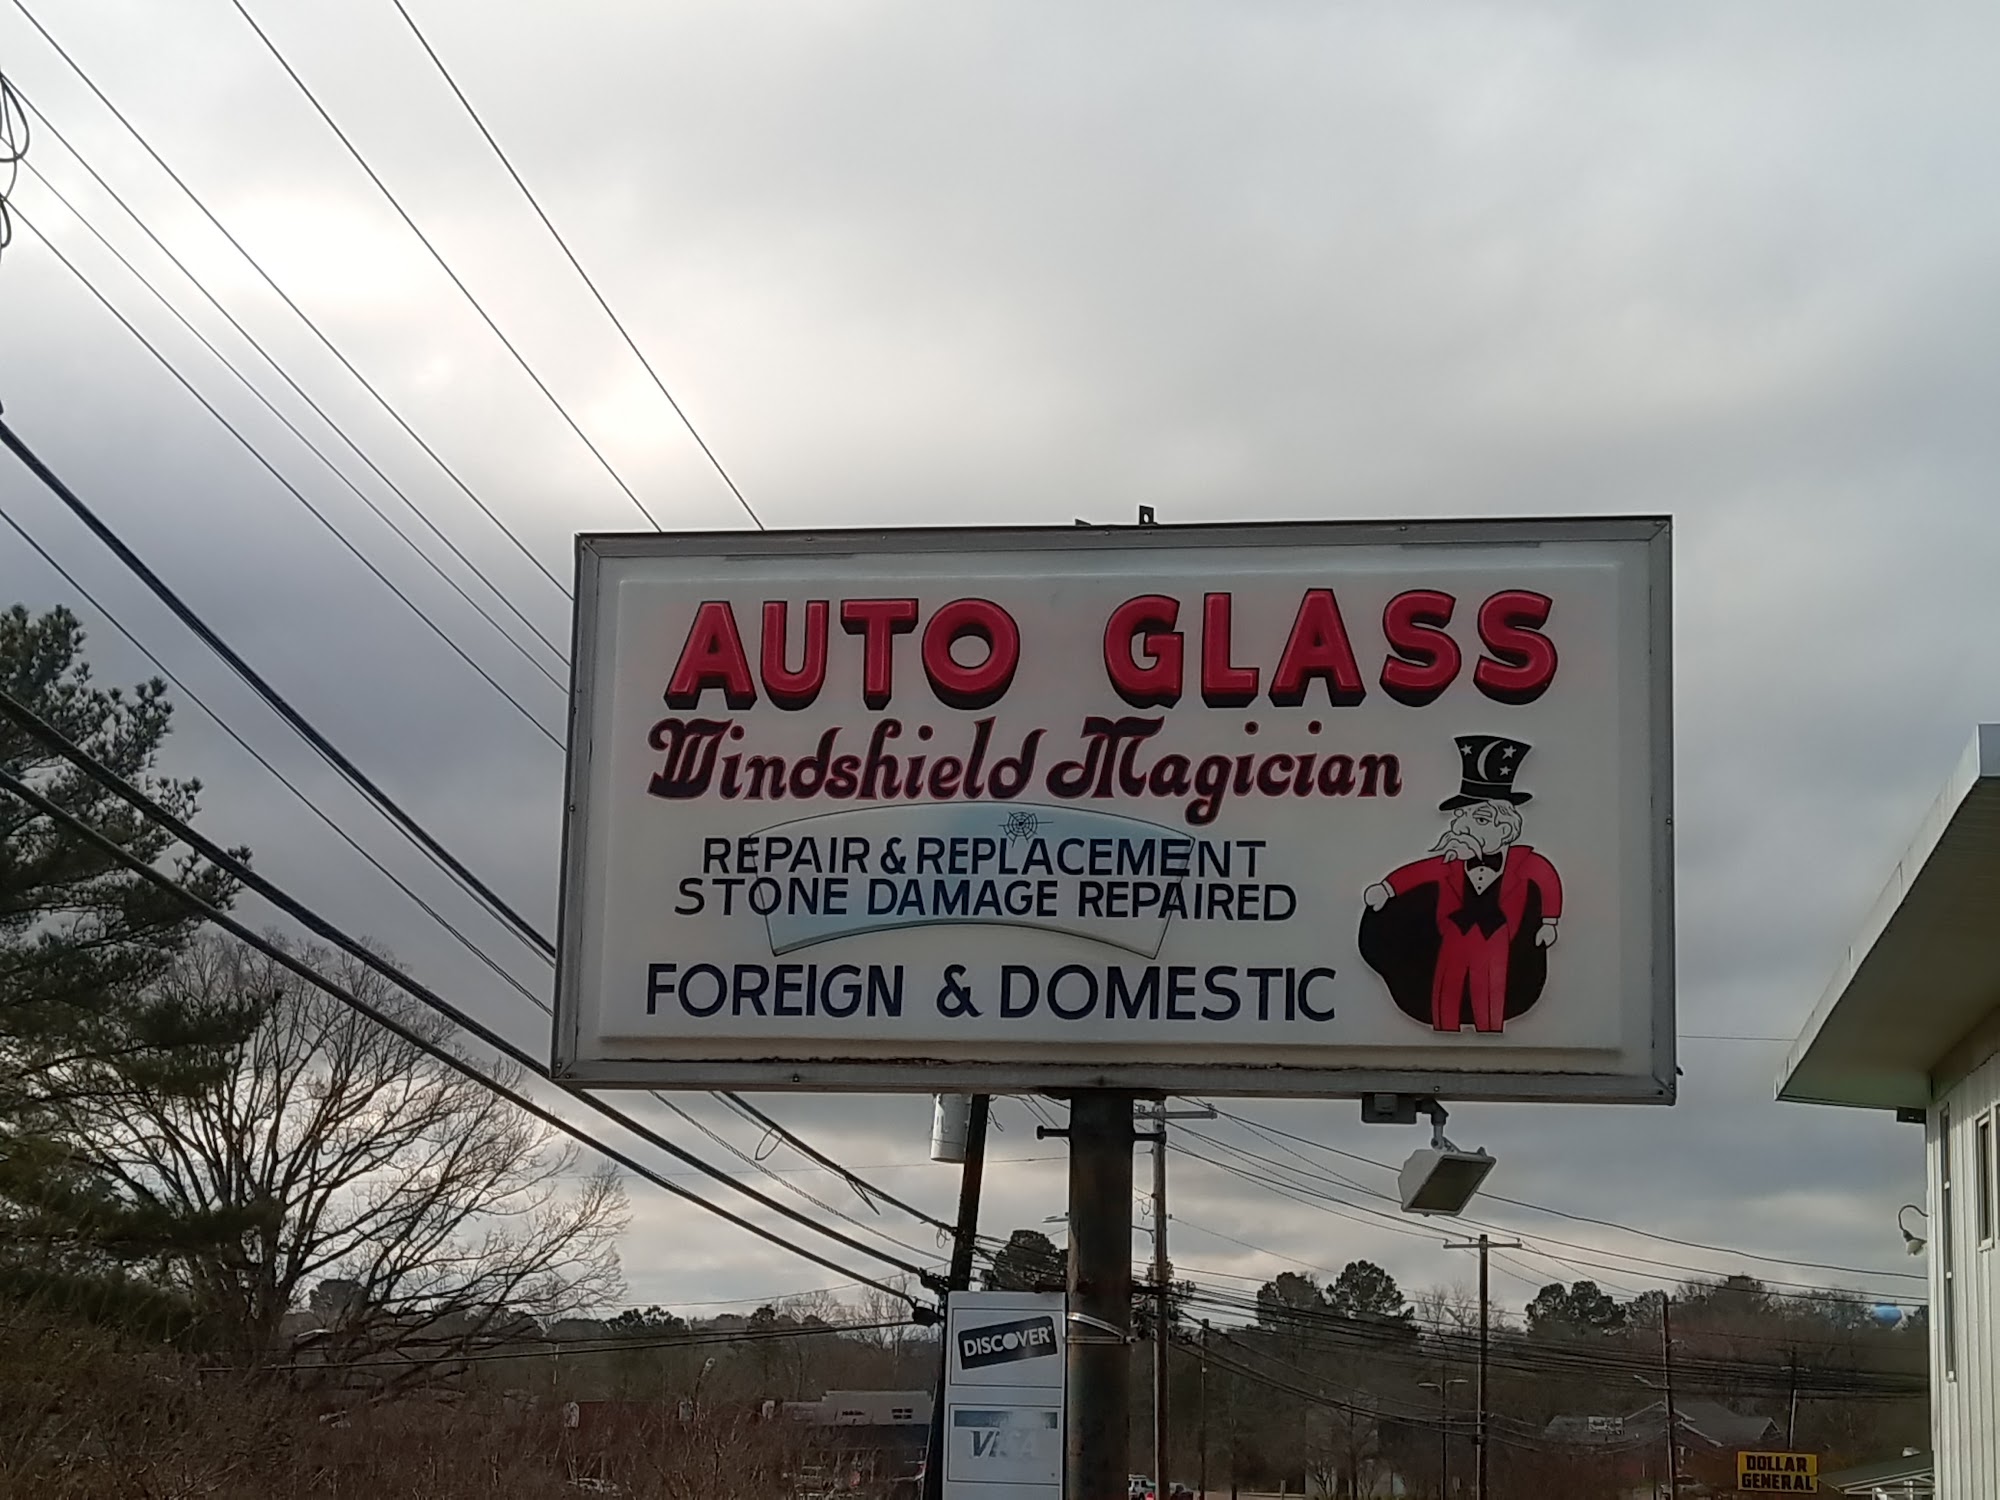 AUTO GLASS
Windshield Magician
REPAIR & REPLACEMENT
STONE DAMAGE REPAIRED
FOREIGN & DOMESTIC
DISCOVER
VISA
DOLLAR
GENERAL